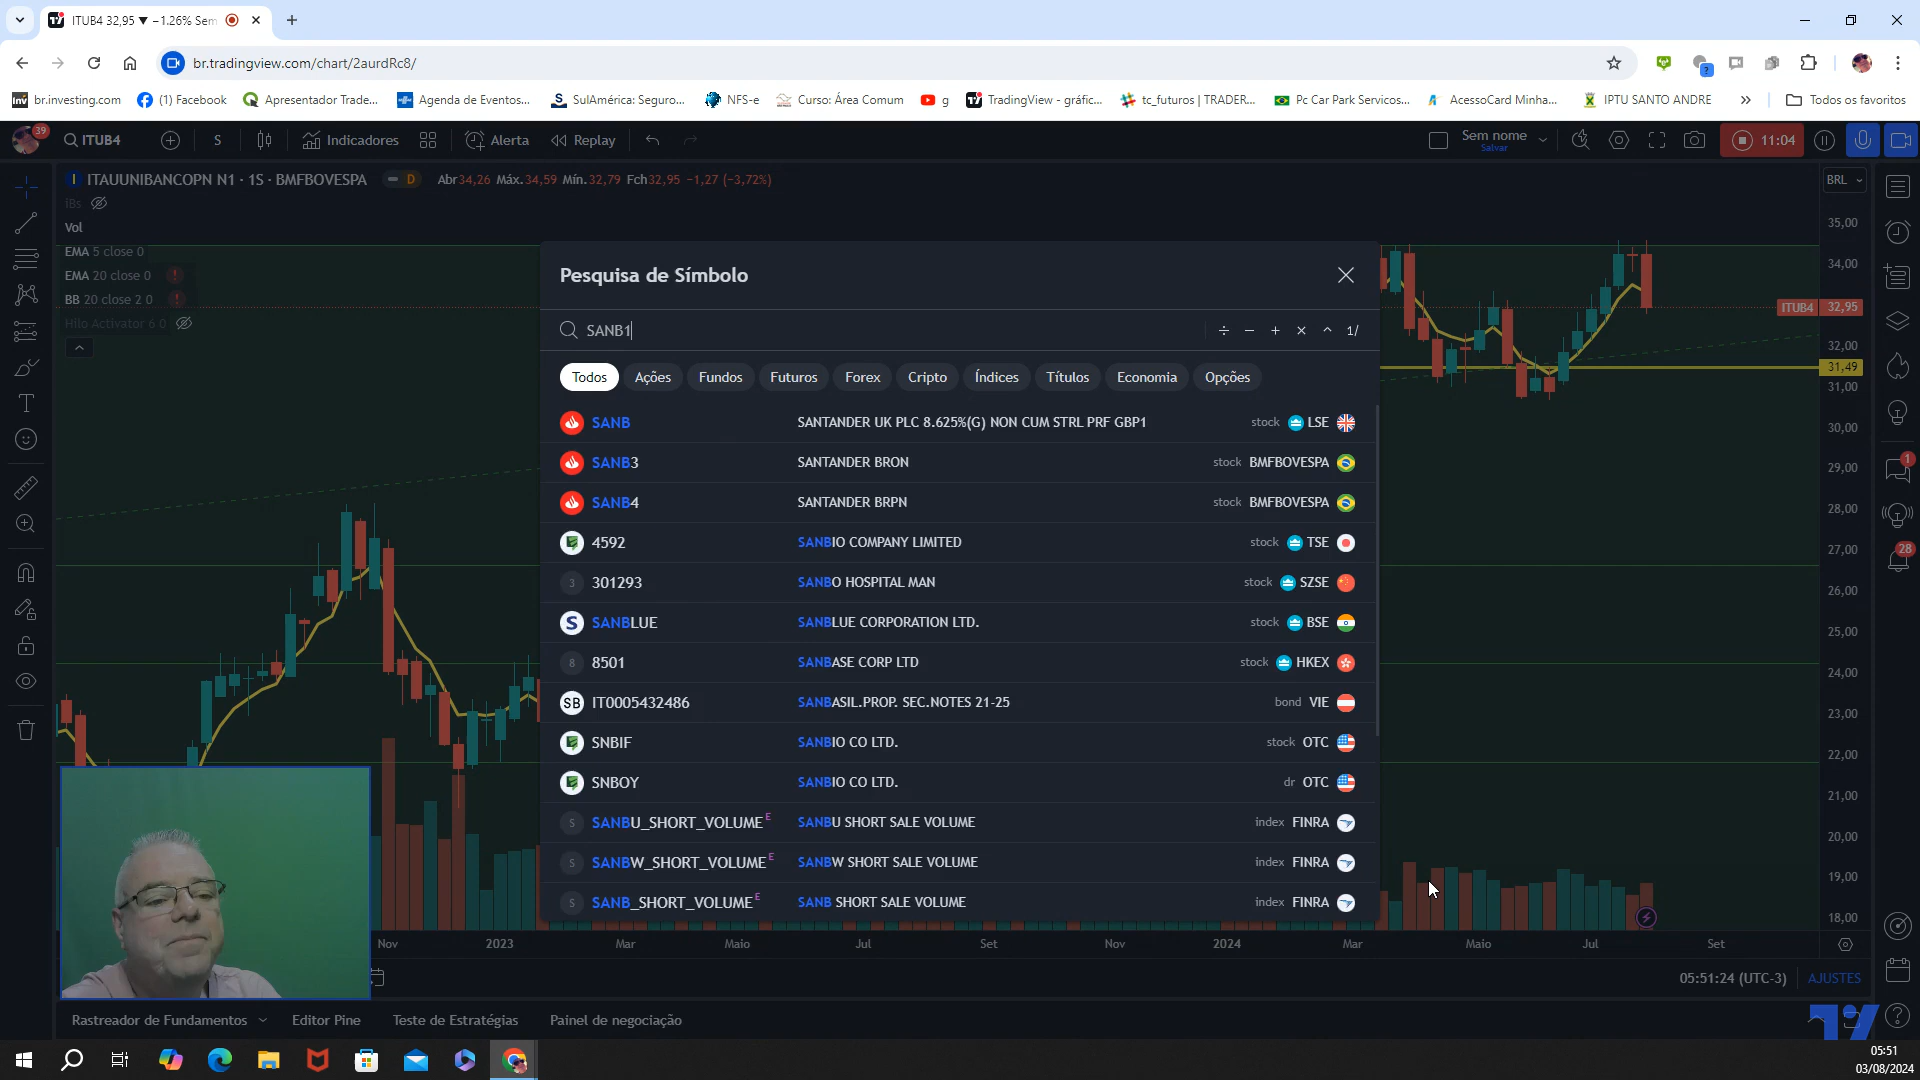 ITUB4 32,95 ▼ −1.26% Sem
br.tradingview.com/chart/2aurdRc8/
br.investing.com
(1) Facebook
Apresentador Trade...
Agenda de Eventos...
SulAmérica: Seguro...
NFS-e
Curso: Área Comum
g
TradingView - gráfic...
tc_futuros | TRADER...
Pc Car Park Servicos...
AcessoCard Minha...
IPTU SANTO ANDRE
Todos os favoritos
39
ITUB4
S
Indicadores
Alerta
Replay
Sem nome
Salvar
11:04
ITAUUNIBANCOPN N1 · 1S · BMFBOVESPA
D
Abr34,26 Máx.34,59 Mín.32,79 Fch32,95 −1,27 (−3,72%)
BRL
IBs
Vol
EMA 5 close 0
EMA 20 close 0
BB 20 close 2 0
Hilo Activator 6 0
Pesquisa de Símbolo
SANB1
÷ − + × ^ 1/
Todos
Ações
Fundos
Futuros
Forex
Cripto
Índices
Títulos
Economia
Opções
SANB SANTANDER UK PLC 8.625%(G) NON CUM STRL PRF GBP1 stock LSE
SANB3 SANTANDER BRON stock BMFBOVESPA
SANB4 SANTANDER BRPN stock BMFBOVESPA
4592 SANBIO COMPANY LIMITED stock TSE
3 301293 SANBO HOSPITAL MAN stock SZSE
S SANBLUE SANBLUE CORPORATION LTD. stock BSE
8 8501 SANBASE CORP LTD stock HKEX
SB IT0005432486 SANBASIL.PROP. SEC.NOTES 21-25 bond VIE
SNBIF SANBIO CO LTD. stock OTC
SNBOY SANBIO CO LTD. dr OTC
S SANBU_SHORT_VOLUME E SANBU SHORT SALE VOLUME index FINRA
S SANBW_SHORT_VOLUME E SANBW SHORT SALE VOLUME index FINRA
S SANB_SHORT_VOLUME E SANB SHORT SALE VOLUME index FINRA
35,00
34,00
ITUB4 32,95
32,00
31,49
31,00
30,00
29,00
28,00
27,00
26,00
25,00
24,00
23,00
22,00
21,00
20,00
19,00
18,00
1
28
Nov
2023
Mar
Maio
Jul
Set
Nov
2024
Mar
Maio
Jul
Set
05:51:24 (UTC-3)
AJUSTES
Rastreador de Fundamentos
Editor Pine
Teste de Estratégias
Painel de negociação
05:51
03/08/2024